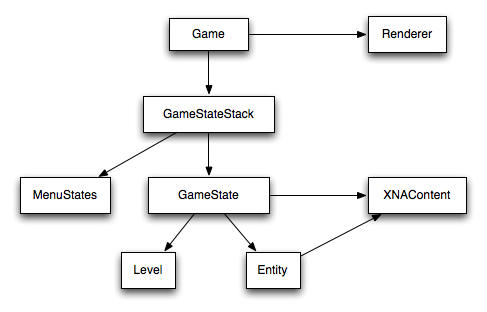 Game
Renderer
GameStateStack
MenuStates
GameState
XNAContent
Level
Entity